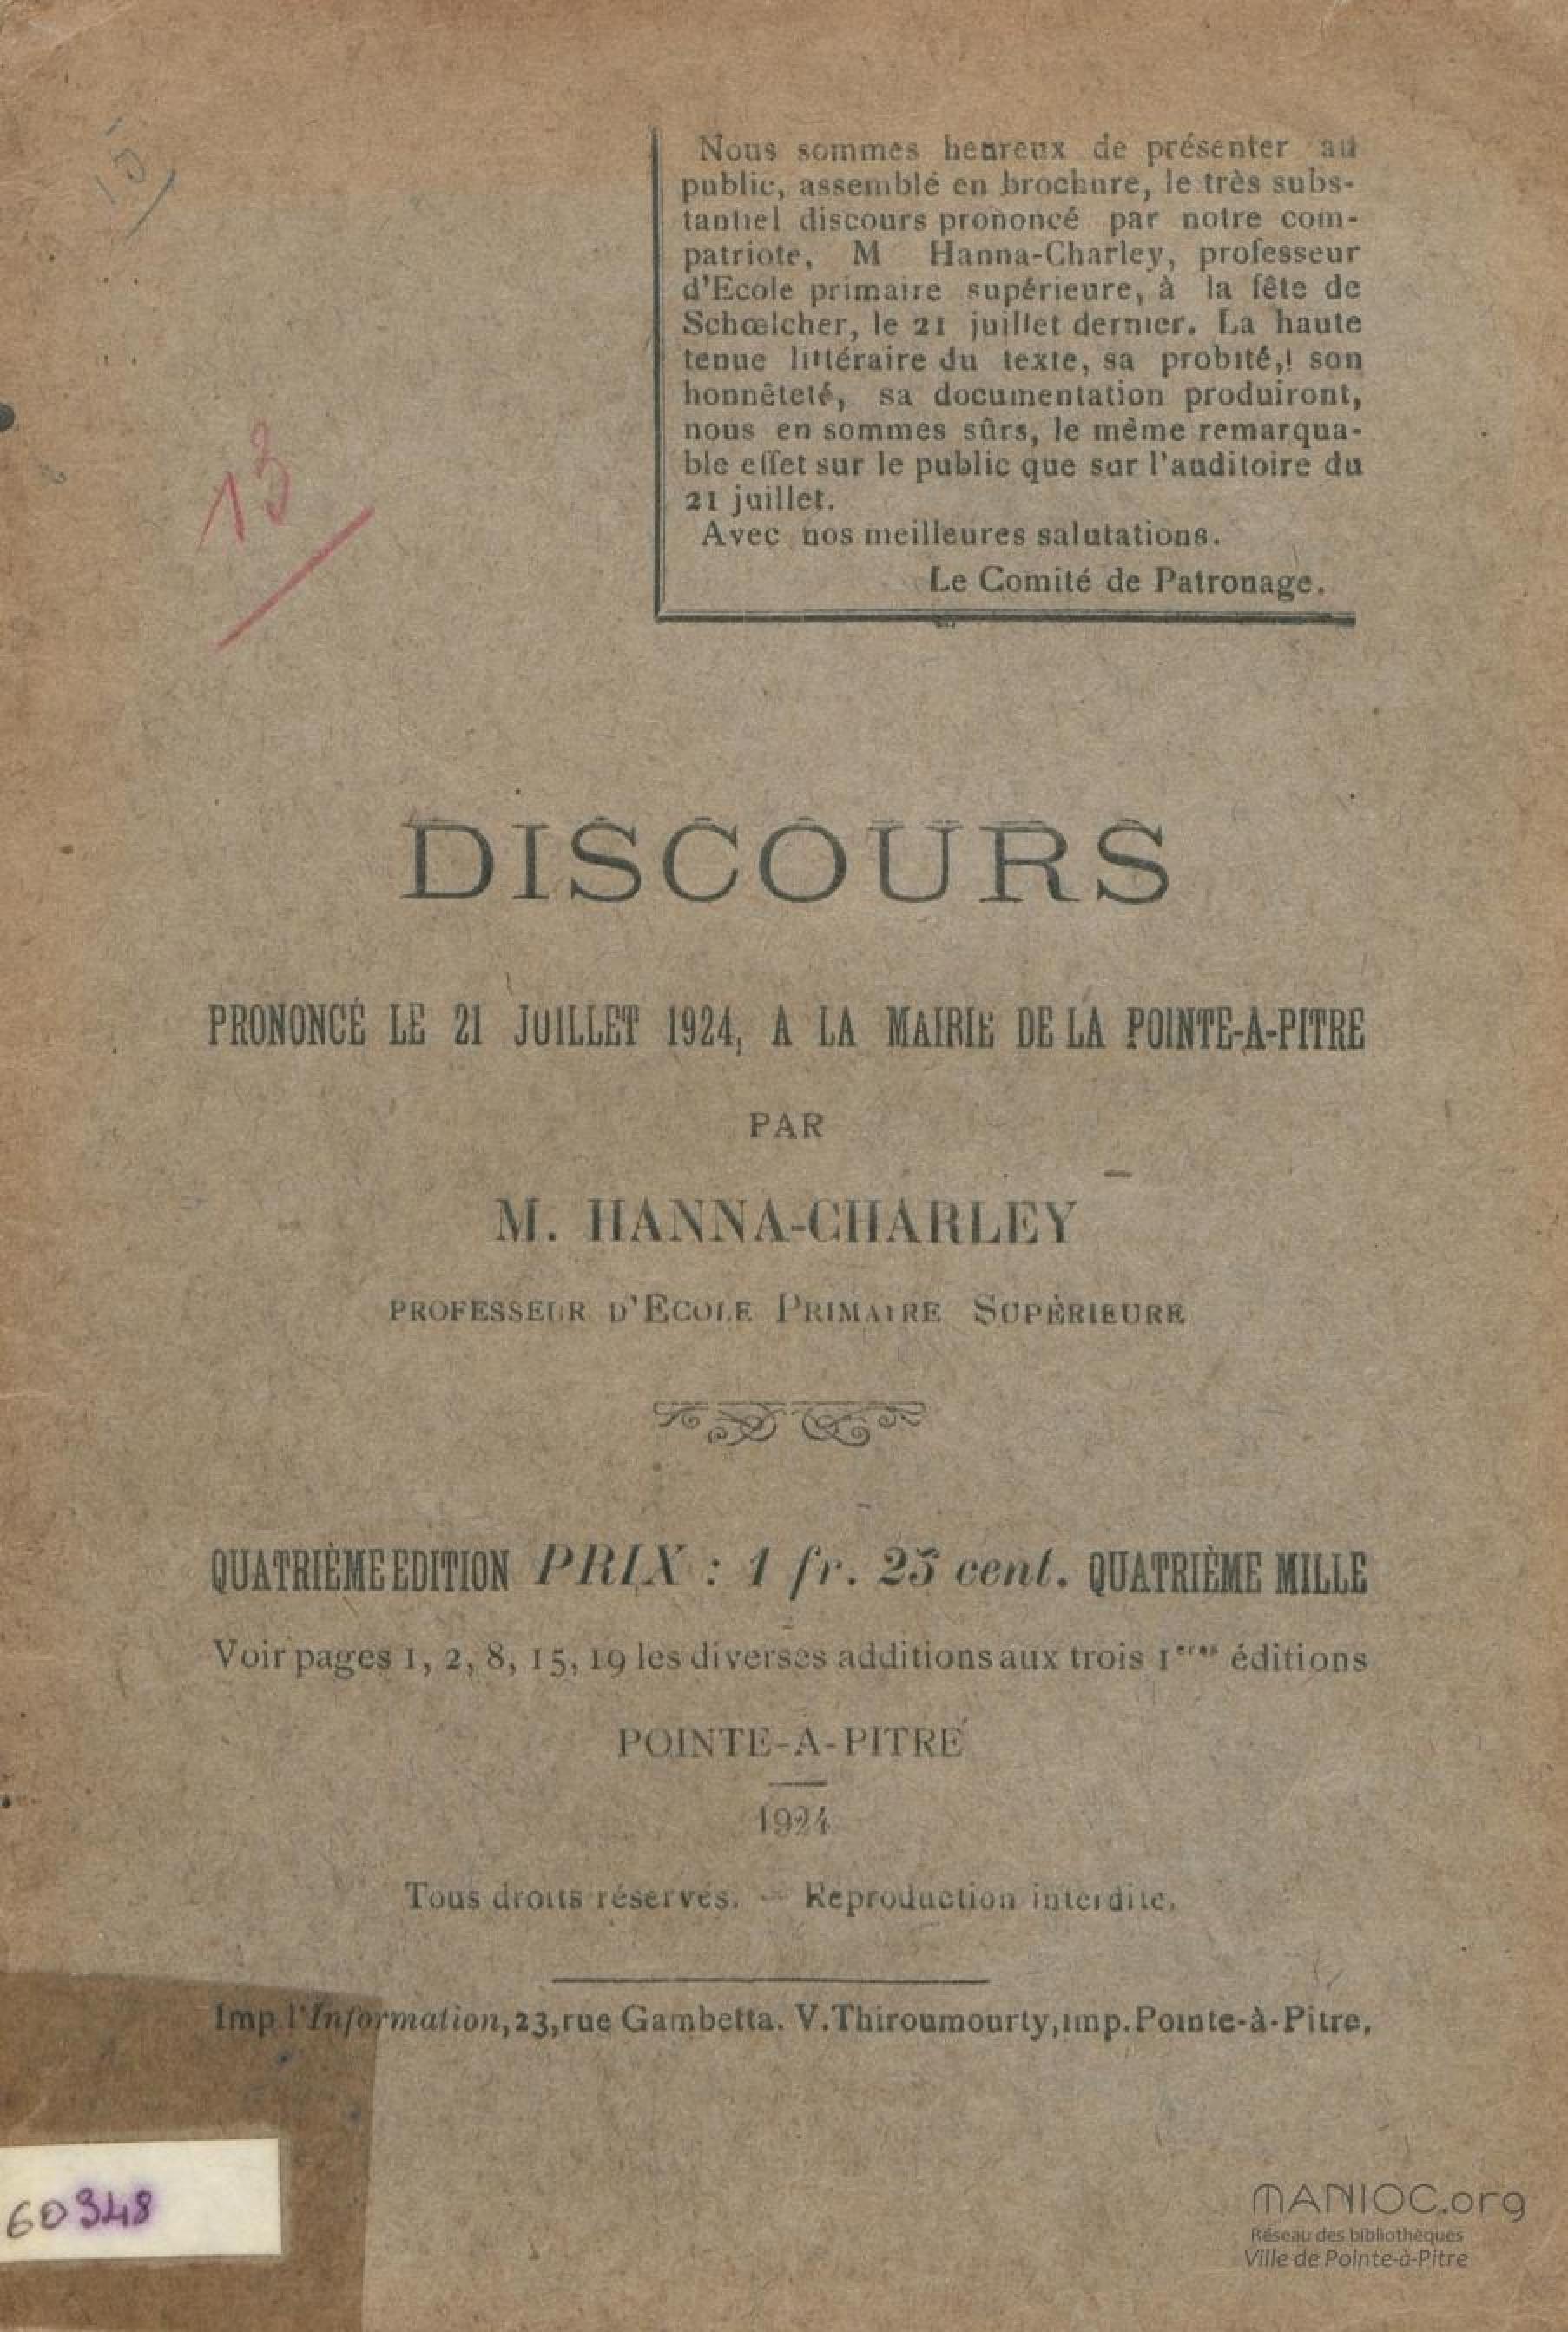 Nous sommes heureux de présenter au
public, assemblé en brochure, le très subs-
tantiel discours prononcé par notre com-
patriote, M Hanna-Charley, professeur
d'Ecole primaire supérieure, à la fête de
Schœlcher, le 21 juillet dernier. La haute
tenue littéraire du texte, sa probité,! son
honnêteté, sa documentation produiront,
nous en sommes sûrs, le même remarqua-
ble effet sur le public que sur l'auditoire du
21 juillet.
Avec nos meilleures salutations.
Le Comité de Patronage.
13
DISCOURS
PRONONCÉ LE 21 JUILLET 1924, A LA MAIRIE DE LA POINTE-A-PITRE
PAR
M. HANNA-CHARLEY
PROFESSEUR D'ECOLE PRIMAIRE SUPÉRIEURE
QUATRIÈME EDITION PRIX : 1 fr. 25 cent. QUATRIÈME MILLE
Voir pages 1, 2, 8, 15, 19 les diverses additions aux trois 1ères éditions
POINTE-A-PITRE
1924
Tous droits réservés. — Reproduction interdite.
Imp l'Information, 23, rue Gambetta. V. Thiroumourty, imp. Pointe-à-Pitre.
60348
MANIOC.org
Réseau des bibliothèques
Ville de Pointe-à-Pitre